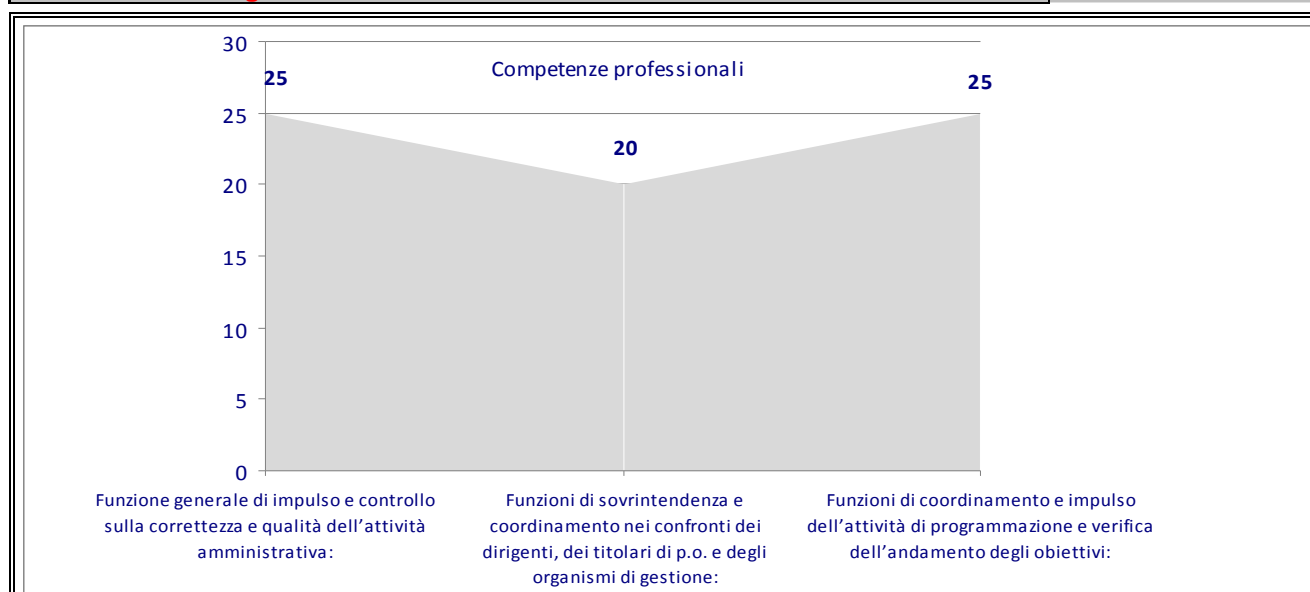 30
Competenze professionali
25
25
25
20
20
15
10
5
0
Funzione generale di impulso e controllo
sulla correttezza e qualità dell'attività
amministrativa:
Funzioni di sovrintendenza e
coordinamento nei confronti dei
dirigenti, dei titolari di p.o. e degli
organismi di gestione:
Funzioni di coordinamento e impulso
dell'attività di programmazione e verifica
dell'andamento degli obiettivi: